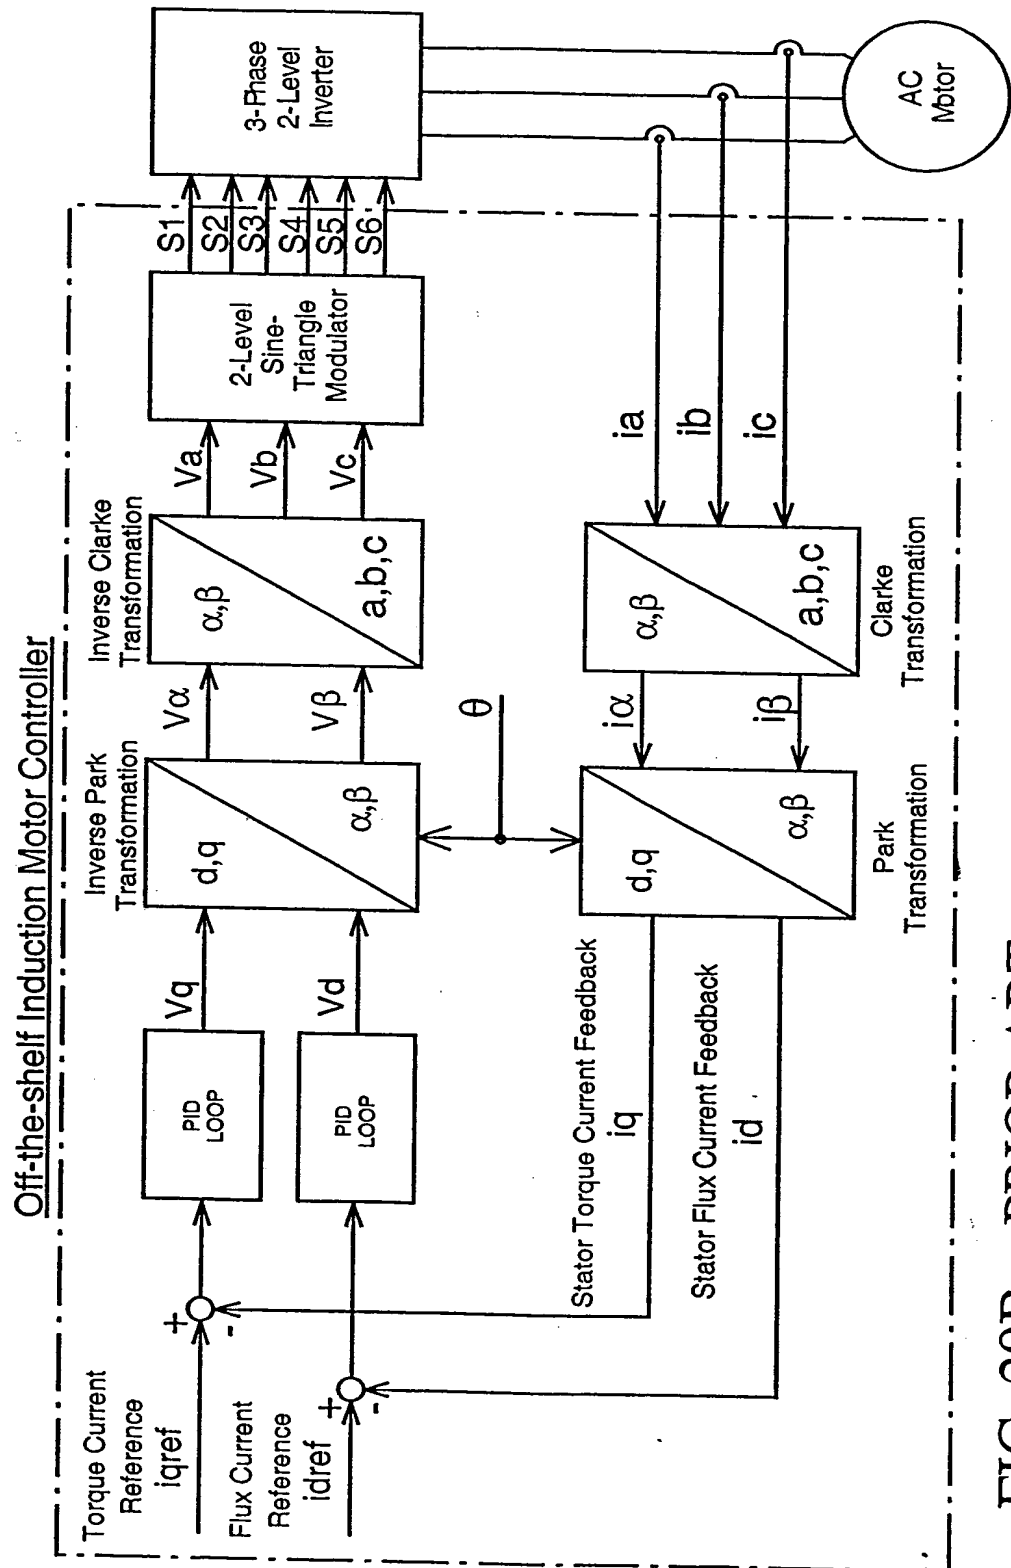 Off-the-shelf Induction Motor Controller
Torque Current
Reference
iqref
+
-
Flux Current
Reference
idref
+
-
PID
LOOP
PID
LOOP
Vq
Vd
Inverse Park
Transformation
d,q
α,β
Vα
Vβ
Inverse Clarke
Transformation
α,β
a,b,c
Va
Vb
Vc
2-Level
Sine-
Triangle
Modulator
S1
S2
S3
S4
S5
S6
3-Phase
2-Level
Inverter
θ
Stator Torque Current Feedback
iq
Stator Flux Current Feedback
id
d,q
α,β
Park
Transformation
iα
iβ
α,β
a,b,c
Clarke
Transformation
ia
ib
ic
AC
Motor